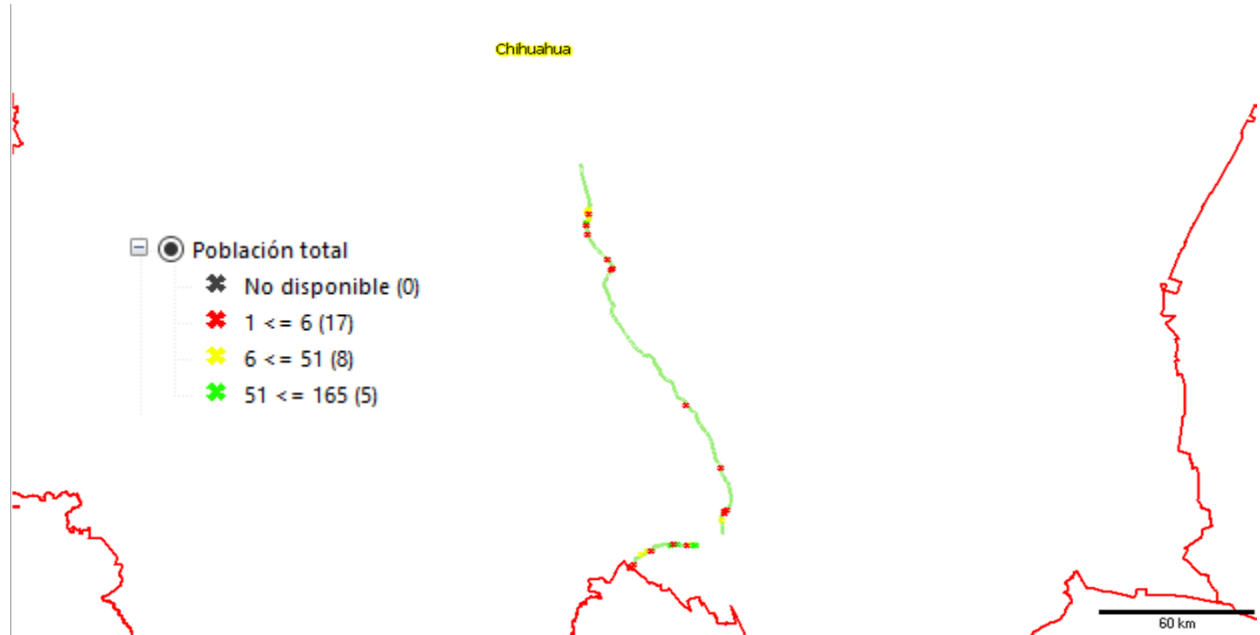 Chihuahua
Población total
No disponible (0)
1 <= 6 (17)
6 <= 51 (8)
51 <= 165 (5)
60 km